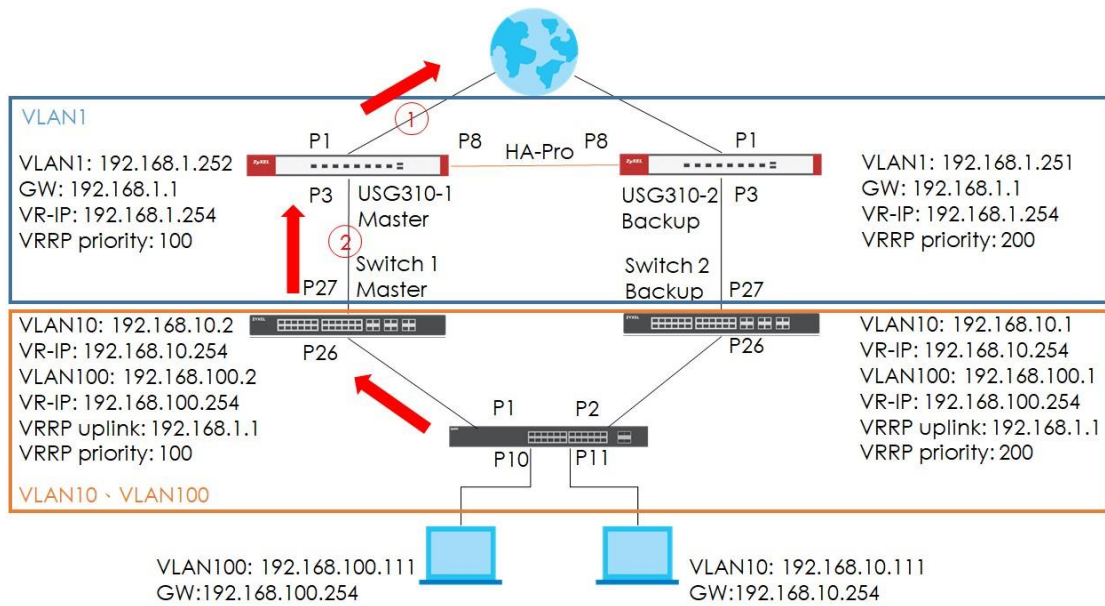 VLAN1
①
P1
P8
HA-Pro
P8
P1
ZyXEL
ZyXEL
VLAN1: 192.168.1.252
GW: 192.168.1.1
VR-IP: 192.168.1.254
VRRP priority: 100
P3
USG310-1
Master
USG310-2
Backup
P3
VLAN1: 192.168.1.251
GW: 192.168.1.1
VR-IP: 192.168.1.254
VRRP priority: 200
②
Switch 1
Master
P27
Switch 2
Backup
P27
ZYXEL
ZYXEL
VLAN10: 192.168.10.2
VR-IP: 192.168.10.254
VLAN100: 192.168.100.2
VR-IP: 192.168.100.254
VRRP uplink: 192.168.1.1
VRRP priority: 100
P26
P26
VLAN10: 192.168.10.1
VR-IP: 192.168.10.254
VLAN100: 192.168.100.1
VR-IP: 192.168.100.254
VRRP uplink: 192.168.1.1
VRRP priority: 200
P1
P2
P10
P11
VLAN10、VLAN100
VLAN100: 192.168.100.111
GW:192.168.100.254
VLAN10: 192.168.10.111
GW:192.168.10.254